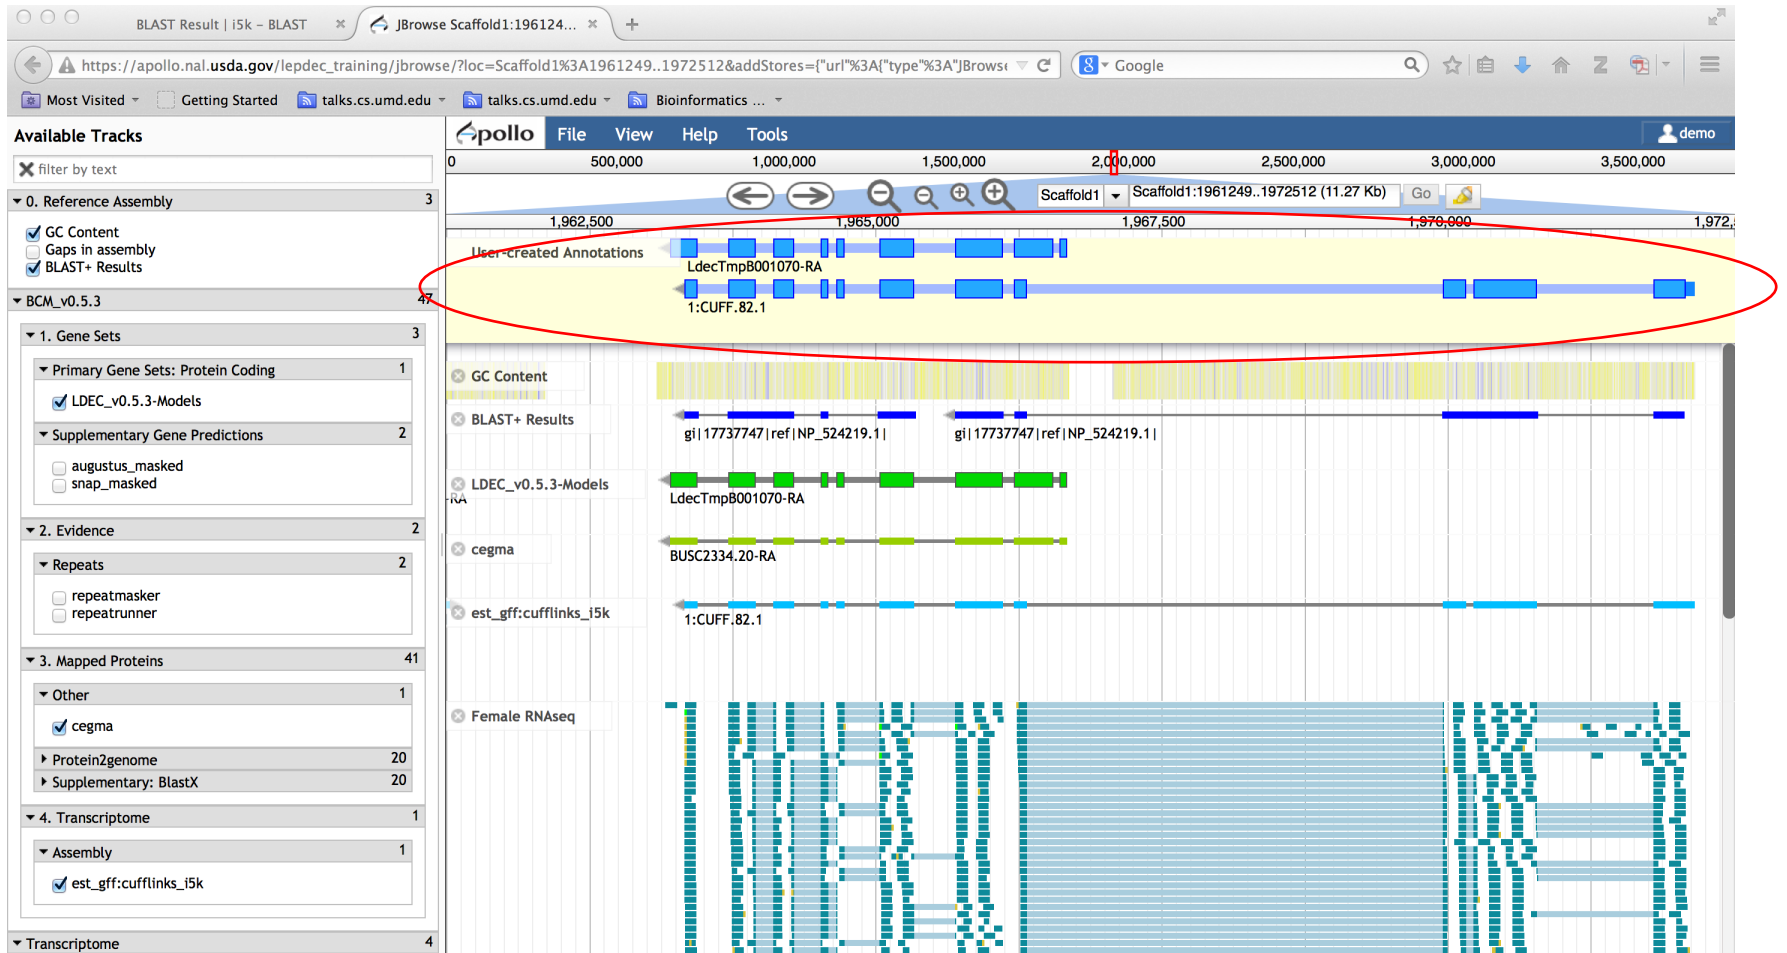 BLAST Result | i5k – BLAST
JBrowse Scaffold1:196124...
https://apollo.nal.usda.gov/lepdec_training/jbrowse/?loc=Scaffold1%3A1961249..1972512&addStores={"url"%3A{"type"%3A"JBrows
Google
Most Visited
Getting Started
talks.cs.umd.edu
talks.cs.umd.edu
Bioinformatics ...
Available Tracks
filter by text
0. Reference Assembly 3
GC Content
Gaps in assembly
BLAST+ Results
BCM_v0.5.3 47
1. Gene Sets 3
Primary Gene Sets: Protein Coding 1
LDEC_v0.5.3-Models
Supplementary Gene Predictions 2
augustus_masked
snap_masked
2. Evidence 2
Repeats 2
repeatmasker
repeatrunner
3. Mapped Proteins 41
Other 1
cegma
Protein2genome 20
Supplementary: BlastX 20
4. Transcriptome 1
Assembly 1
est_gff:cufflinks_i5k
Transcriptome 4
Apollo File View Help Tools demo
0 500,000 1,000,000 1,500,000 2,000,000 2,500,000 3,000,000 3,500,000
Scaffold1 Scaffold1:1961249..1972512 (11.27 Kb) Go
1,962,500 1,965,000 1,967,500 1,970,000 1,972,
User-created Annotations
LdecTmpB001070-RA
1:CUFF.82.1
GC Content
BLAST+ Results
gi|17737747|ref|NP_524219.1| gi|17737747|ref|NP_524219.1|
LDEC_v0.5.3-Models
-RA LdecTmpB001070-RA
cegma
BUSC2334.20-RA
est_gff:cufflinks_i5k
1:CUFF.82.1
Female RNAseq